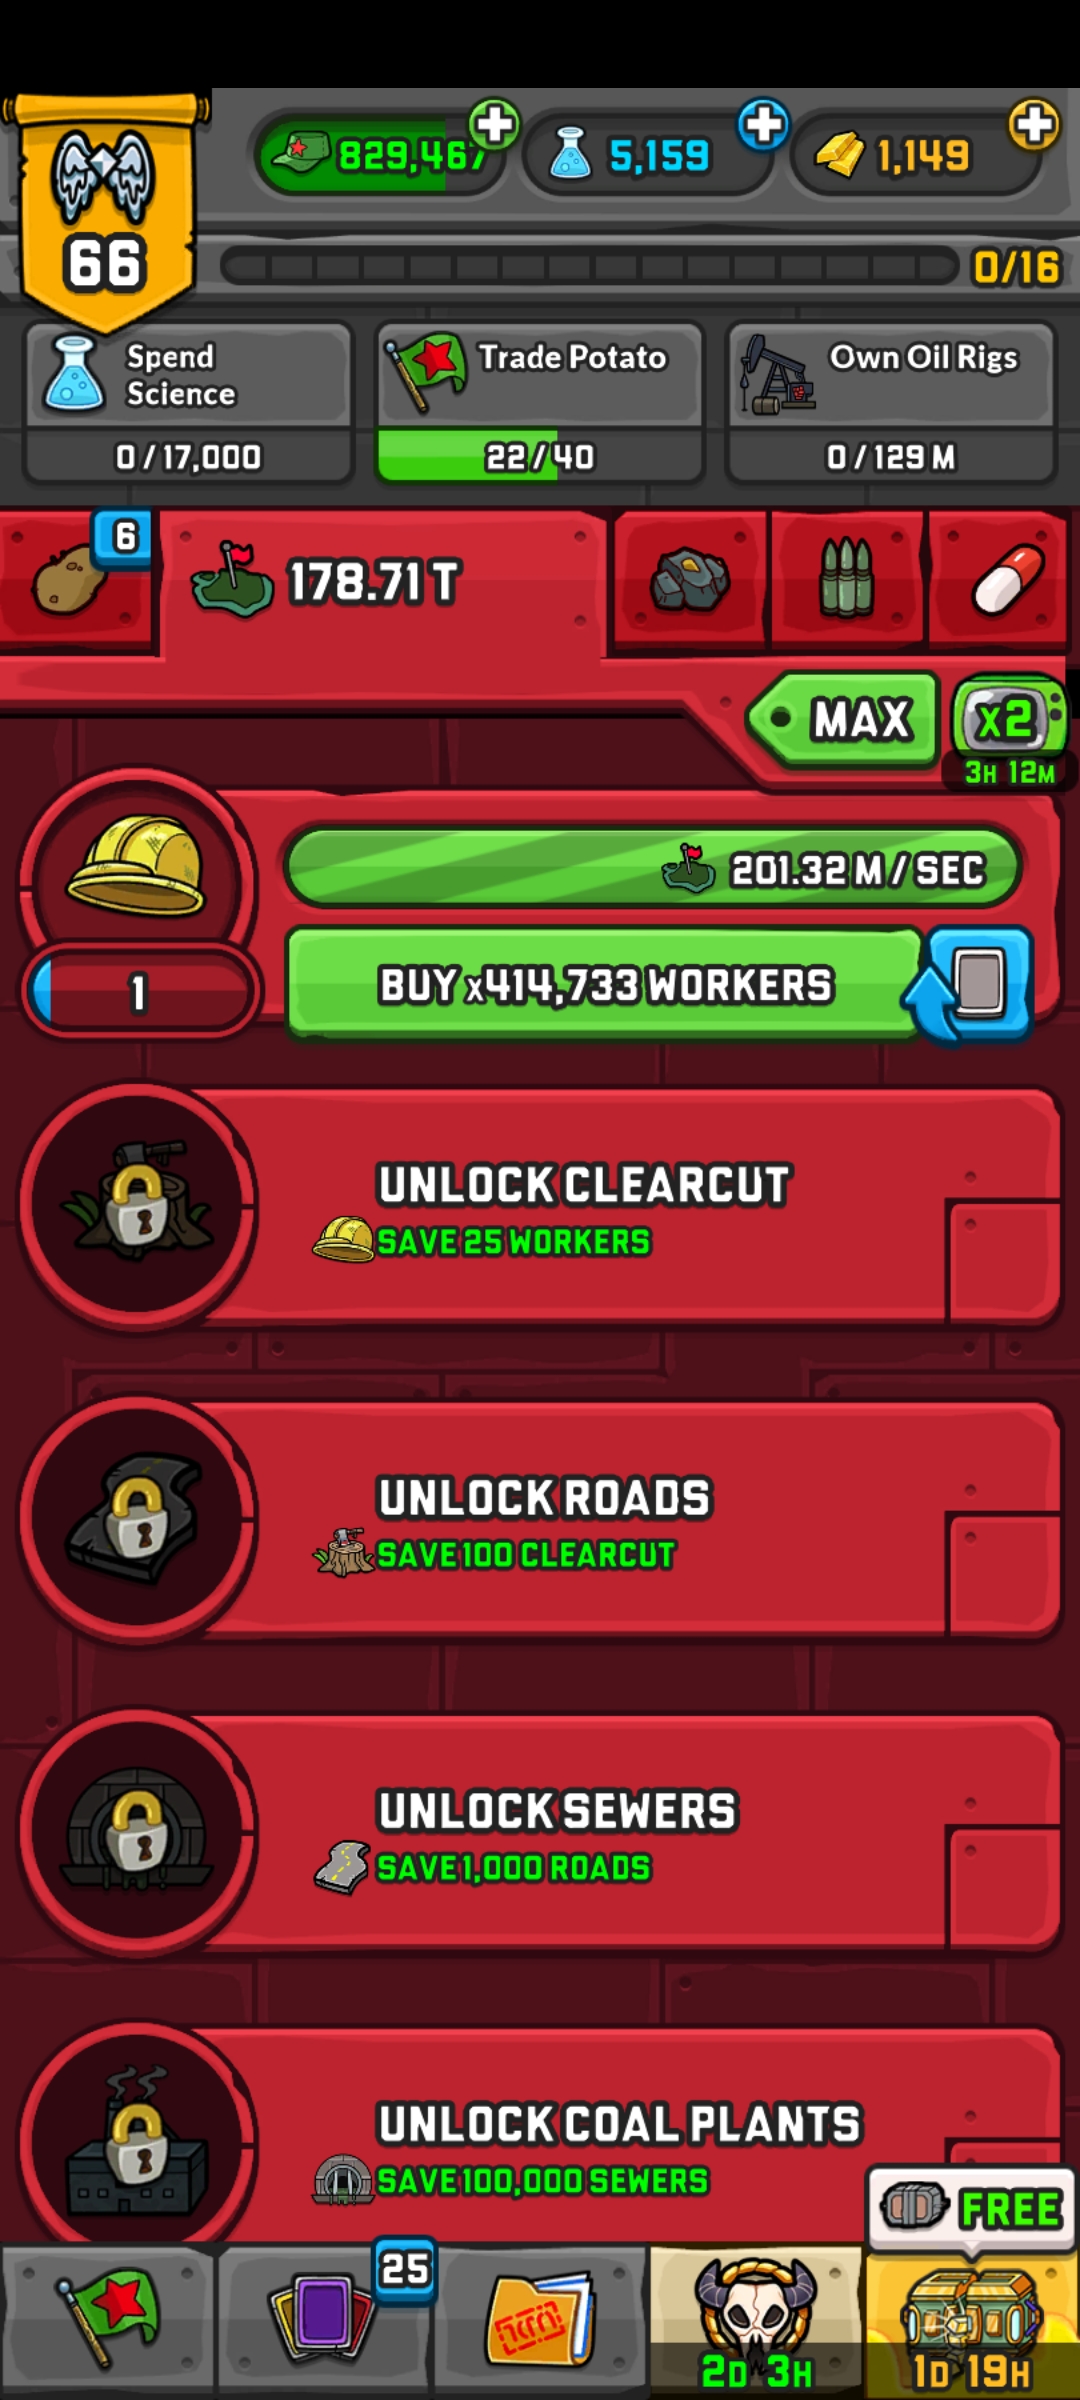 829,467
5,159
1,149
66
0/16
Spend
Science
0 / 17,000
Trade Potato
22 / 40
Own Oil Rigs
0 / 129 M
6
178.71 T
MAX
x2
3H 12M
201.32 M / SEC
1
BUY x414,733 WORKERS
UNLOCK CLEARCUT
SAVE 25 WORKERS
UNLOCK ROADS
SAVE 100 CLEARCUT
UNLOCK SEWERS
SAVE 1,000 ROADS
UNLOCK COAL PLANTS
SAVE 100,000 SEWERS
FREE
25
2D 3H
1D 19H